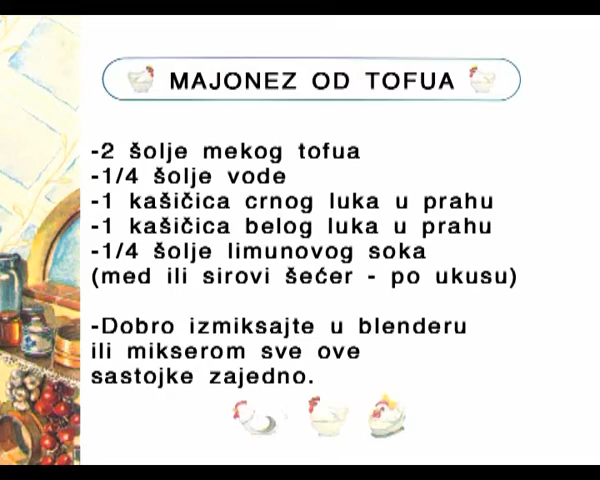 MAJONEZ OD TOFUA
-2 šolje mekog tofua
-1/4 šolje vode
-1 kašičica crnog luka u prahu
-1 kašičica belog luka u prahu
-1/4 šolje limunovog soka
(med ili sirovi šećer - po ukusu)
-Dobro izmiksajte u blenderu
ili mikserom sve ove
sastojke zajedno.